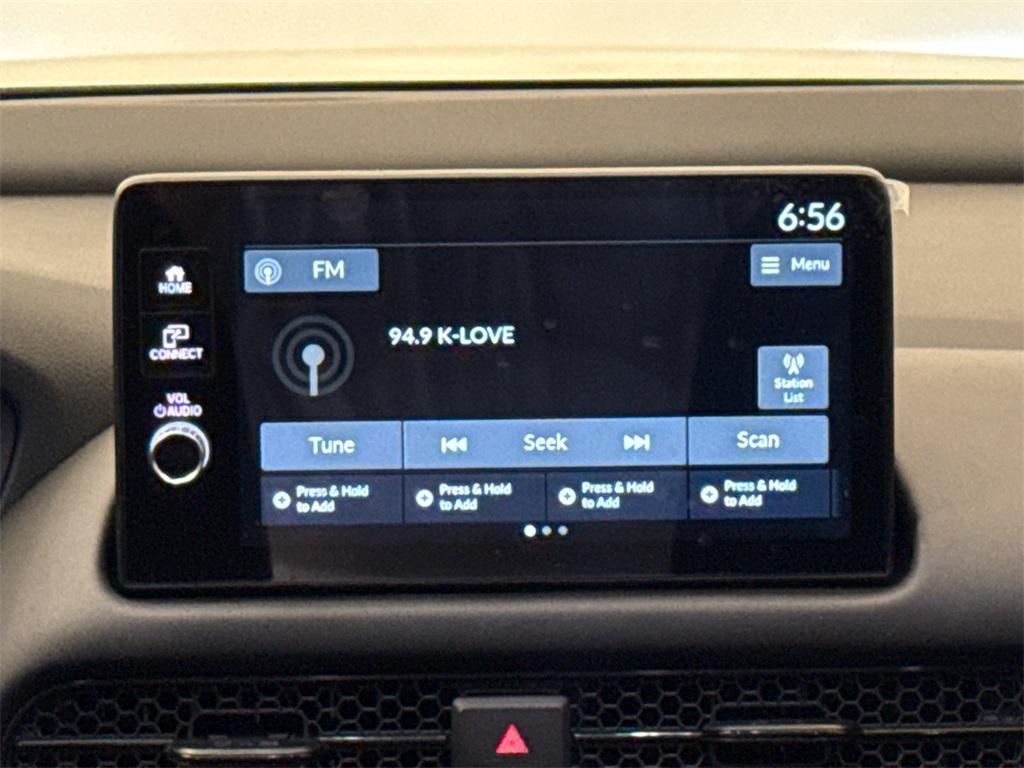 6:56
FM
Menu
HOME
94.9 K-LOVE
CONNECT
Station
List
VOL
AUDIO
Tune
Seek
Scan
Press & Hold
to Add
Press & Hold
to Add
Press & Hold
to Add
Press & Hold
to Add